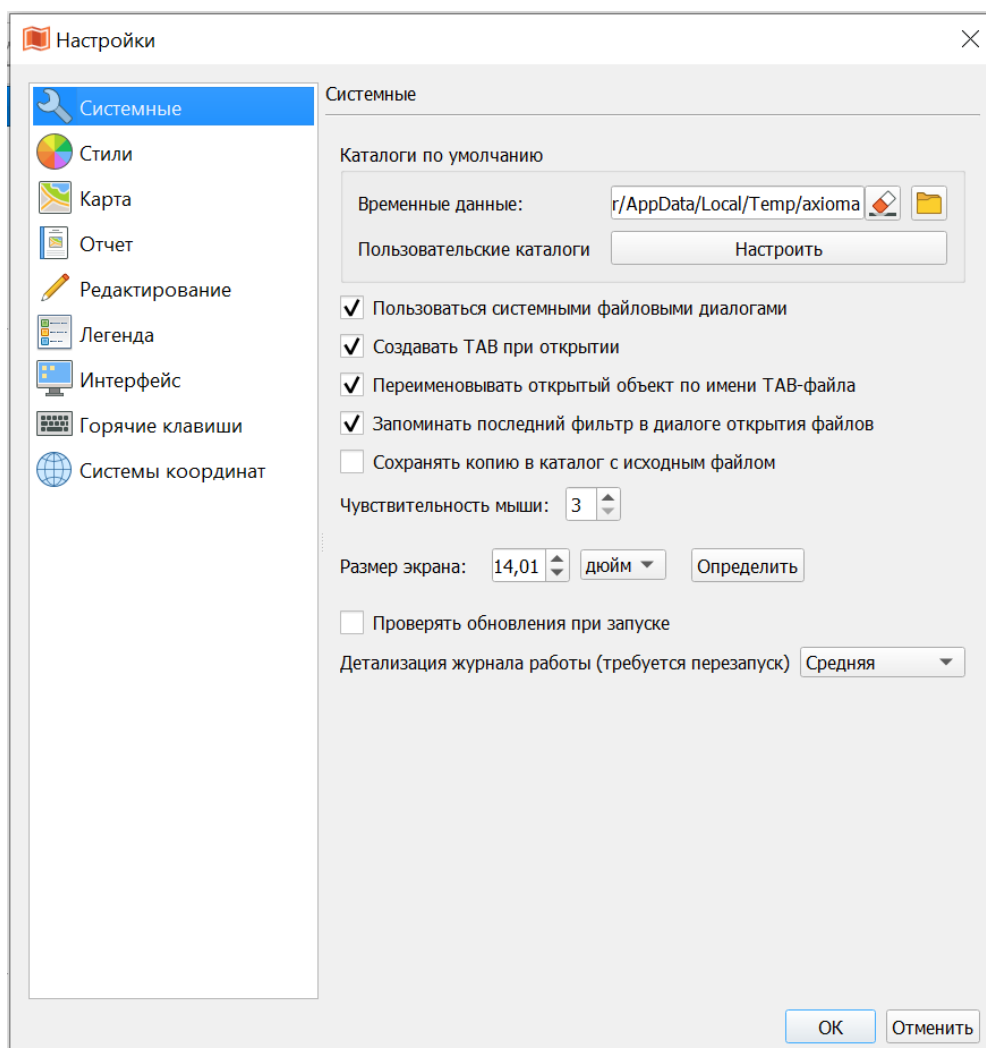 Настройки
Системные
Стили
Карта
Отчет
Редактирование
Легенда
Интерфейс
Горячие клавиши
Системы координат
Системные
Каталоги по умолчанию
Временные данные: r/AppData/Local/Temp/axioma
Пользовательские каталоги Настроить
Пользоваться системными файловыми диалогами
Создавать TAB при открытии
Переименовывать открытый объект по имени TAB-файла
Запоминать последний фильтр в диалоге открытия файлов
Сохранять копию в каталог с исходным файлом
Чувствительность мыши: 3
Размер экрана: 14,01 дюйм Определить
Проверять обновления при запуске
Детализация журнала работы (требуется перезапуск) Средняя
ОК Отменить